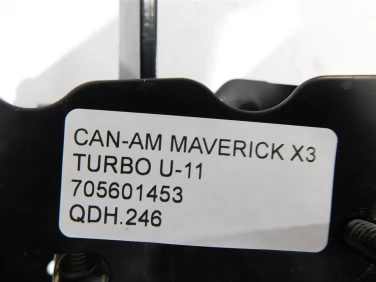 CAN-AM MAVERICK X3
TURBO U-11
705601453
QDH.246